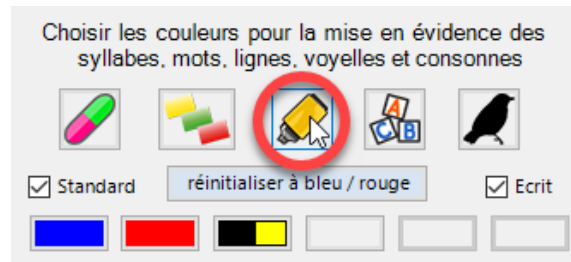 Choisir les couleurs pour la mise en évidence des
syllabes, mots, lignes, voyelles et consonnes
A
C B
Standard réinitialiser à bleu / rouge Ecrit